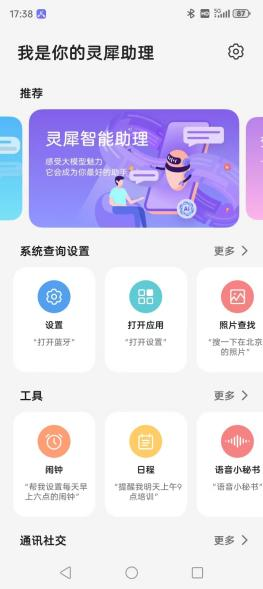 17:38
HD 5G 87
我是你的灵犀助理
推荐
灵犀智能助理
感受大模型魅力
它会成为你最好的助手
Ai
系统查询设置 更多
设置 打开应用 照片查找
“打开蓝牙” “打开设置” “搜一下在北京
的照片”
工具 更多
闹钟 日程 语音小秘书
“帮我设置每天早 “提醒我明天上午9 “语音小秘书”
上六点的闹钟” 点培训”
通讯社交 更多